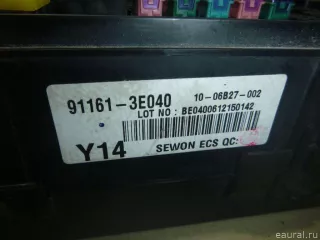 91161-3E040
10-06B27-002
LOT NO : BE0400612150142
Y14
SEWON ECS QC:
eaural.ru